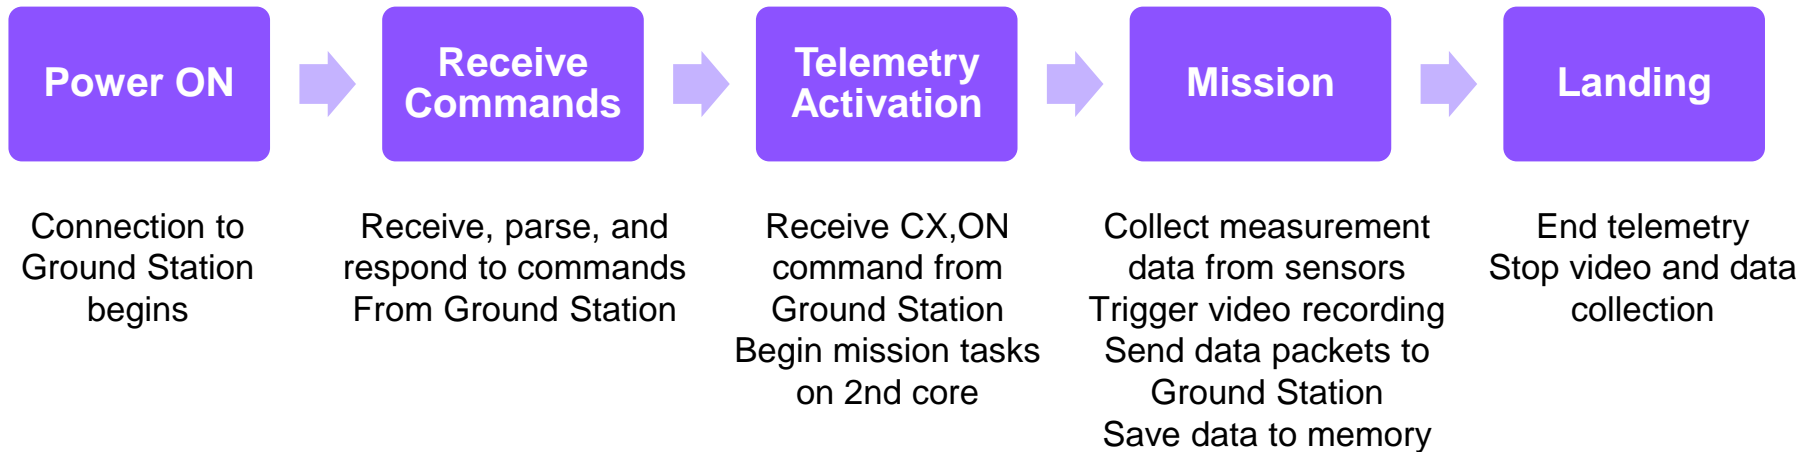 Power ON
Receive
Commands
Telemetry
Activation
Mission
Landing
Connection to
Ground Station
begins
Receive, parse, and
respond to commands
From Ground Station
Receive CX,ON
command from
Ground Station
Begin mission tasks
on 2nd core
Collect measurement
data from sensors
Trigger video recording
Send data packets to
Ground Station
Save data to memory
End telemetry
Stop video and data
collection